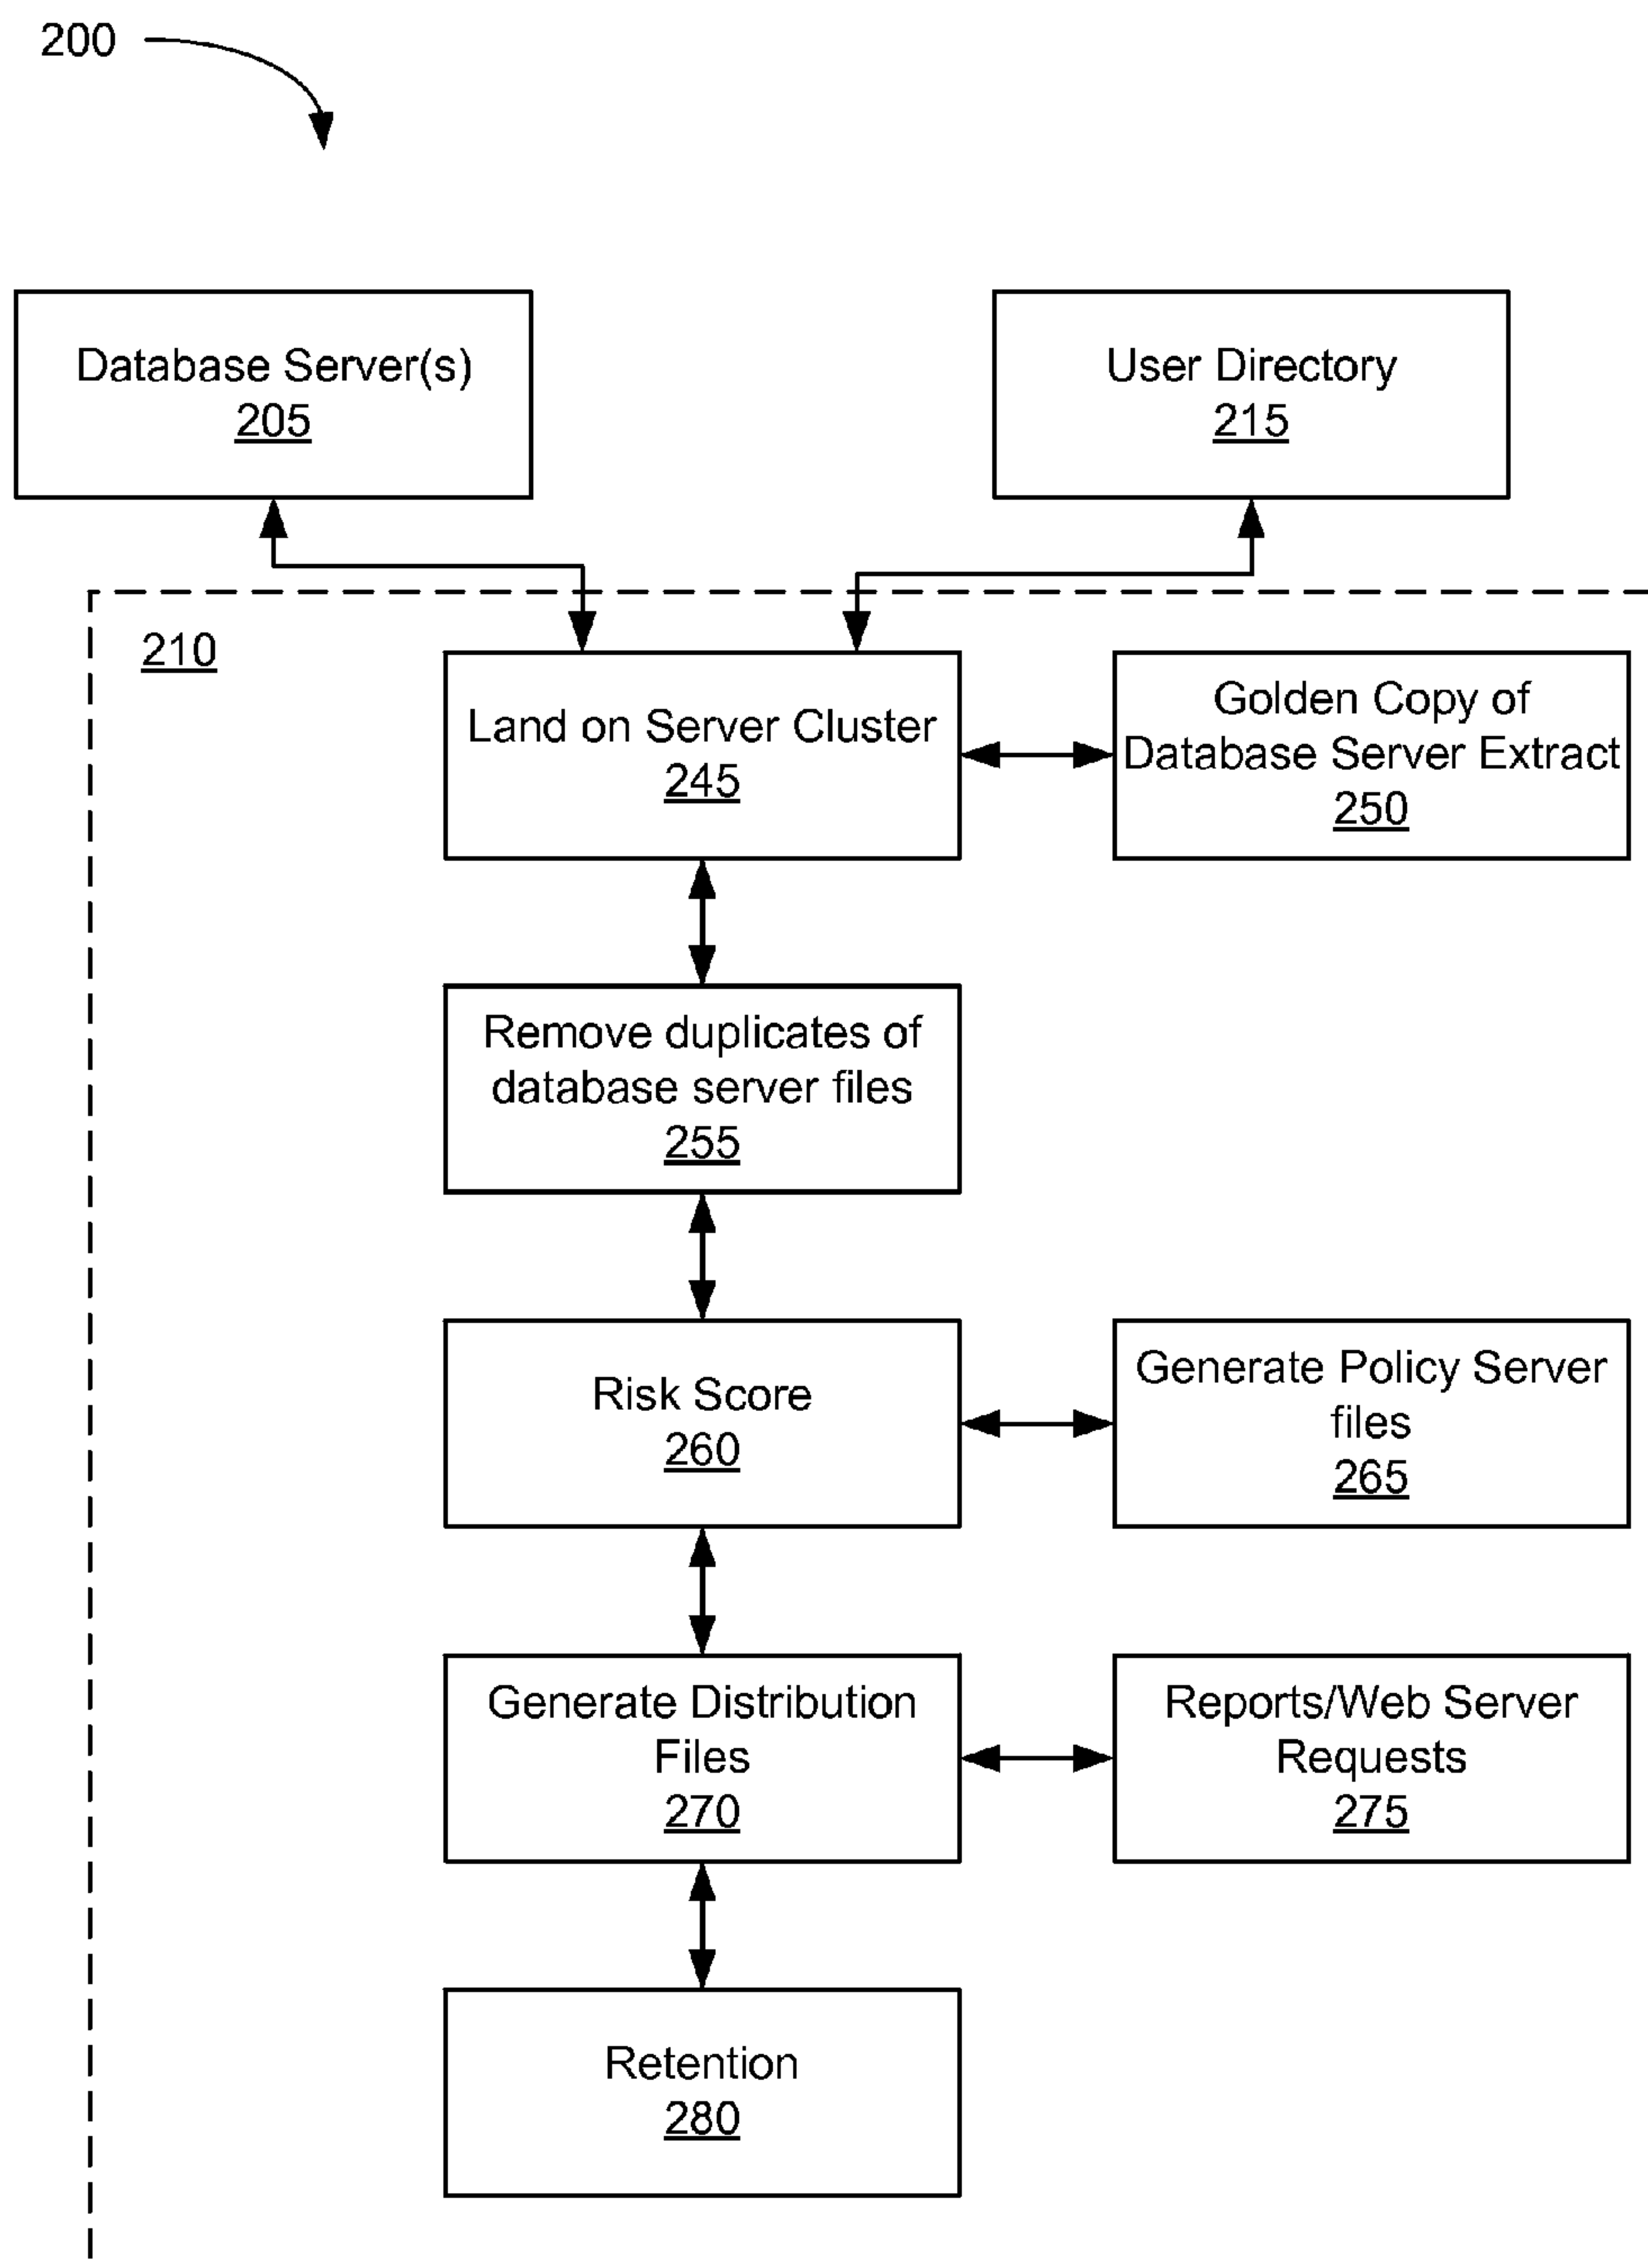 200
Database Server(s)
205
User Directory
215
210
Land on Server Cluster
245
Golden Copy of
Database Server Extract
250
Remove duplicates of
database server files
255
Risk Score
260
Generate Policy Server
files
265
Generate Distribution
Files
270
Reports/Web Server
Requests
275
Retention
280